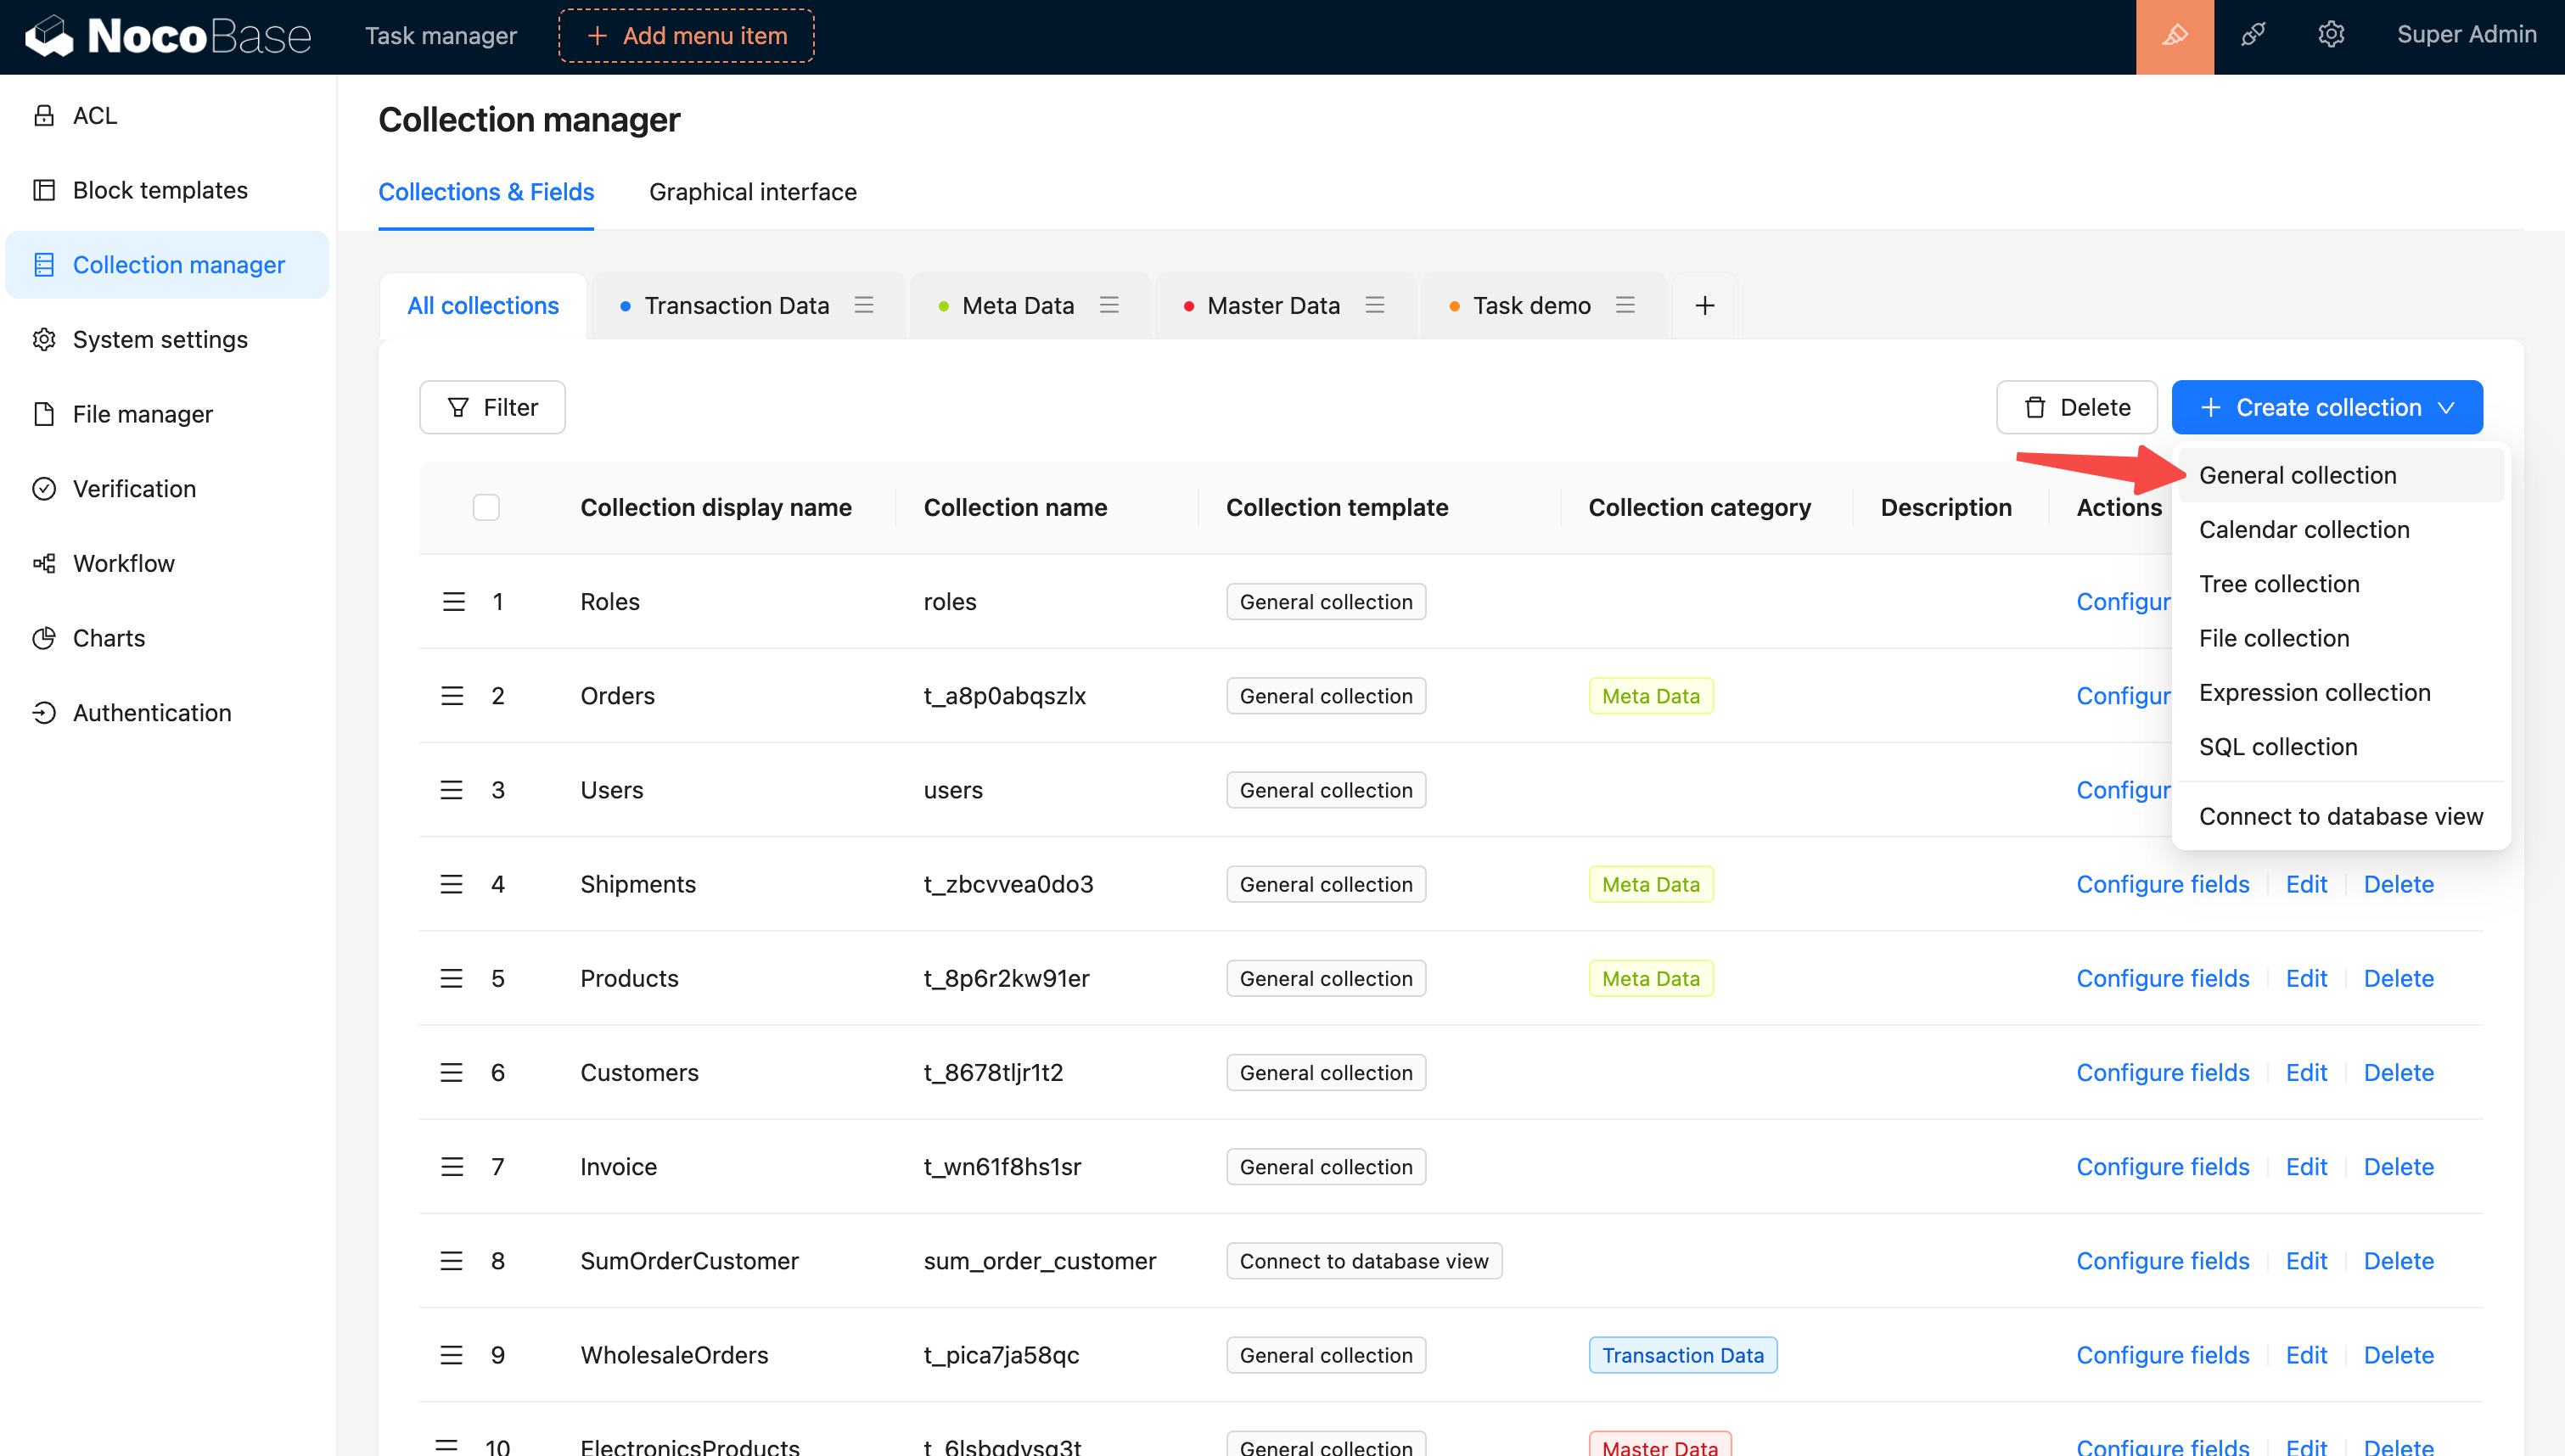 NocoBase Task manager + Add menu item Super Admin
ACL
Block templates
Collection manager
System settings
File manager
Verification
Workflow
Charts
Authentication
Collection manager
Collections & Fields Graphical interface
All collections Transaction Data Meta Data Master Data Task demo +
Filter Delete + Create collection
General collection
Calendar collection
Tree collection
File collection
Expression collection
SQL collection
Connect to database view
Collection display name Collection name Collection template Collection category Description Actions
1 Roles roles General collection Configur
2 Orders t_a8p0abqszlx General collection Meta Data Configur
3 Users users General collection Configur
4 Shipments t_zbcvvea0do3 General collection Meta Data Configure fields Edit Delete
5 Products t_8p6r2kw91er General collection Meta Data Configure fields Edit Delete
6 Customers t_8678tljr1t2 General collection Configure fields Edit Delete
7 Invoice t_wn61f8hs1sr General collection Configure fields Edit Delete
8 SumOrderCustomer sum_order_customer Connect to database view Configure fields Edit Delete
9 WholesaleOrders t_pica7ja58qc General collection Transaction Data Configure fields Edit Delete
10 ElectronicsProducts General collection Master Data Configure fields Edit Delete